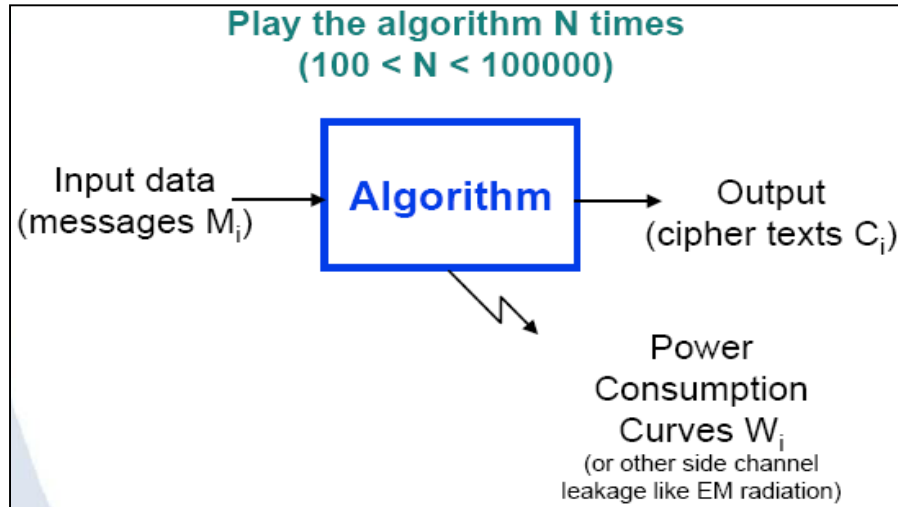 Play the algorithm N times
(100 < N < 100000)
Input data
(messages Mi)
Algorithm
Output
(cipher texts Ci)
Power
Consumption
Curves Wi
(or other side channel
leakage like EM radiation)